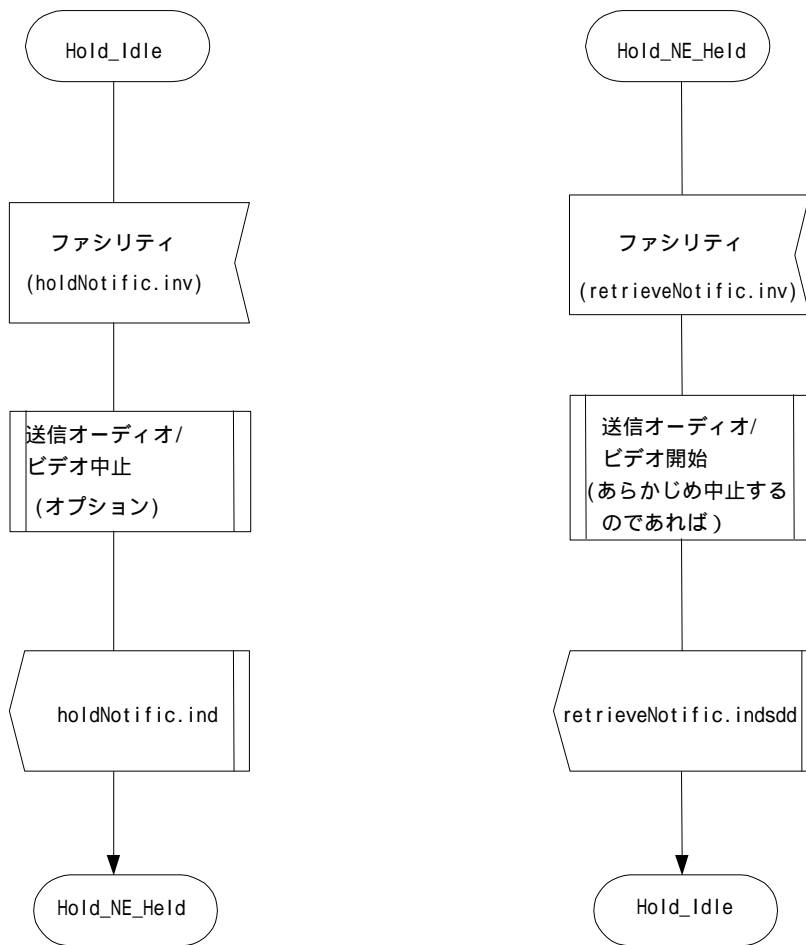 Hold_Idle
ファシリティ
(holdNotific.inv)
送信オーディオ/
ビデオ中止
(オプション)
holdNotific.ind
Hold_NE_Held
Hold_NE_Held
ファシリティ
(retrieveNotific.inv)
送信オーディオ/
ビデオ開始
(あらかじめ中止する
のであれば)
retrieveNotific.indsdd
Hold_Idle